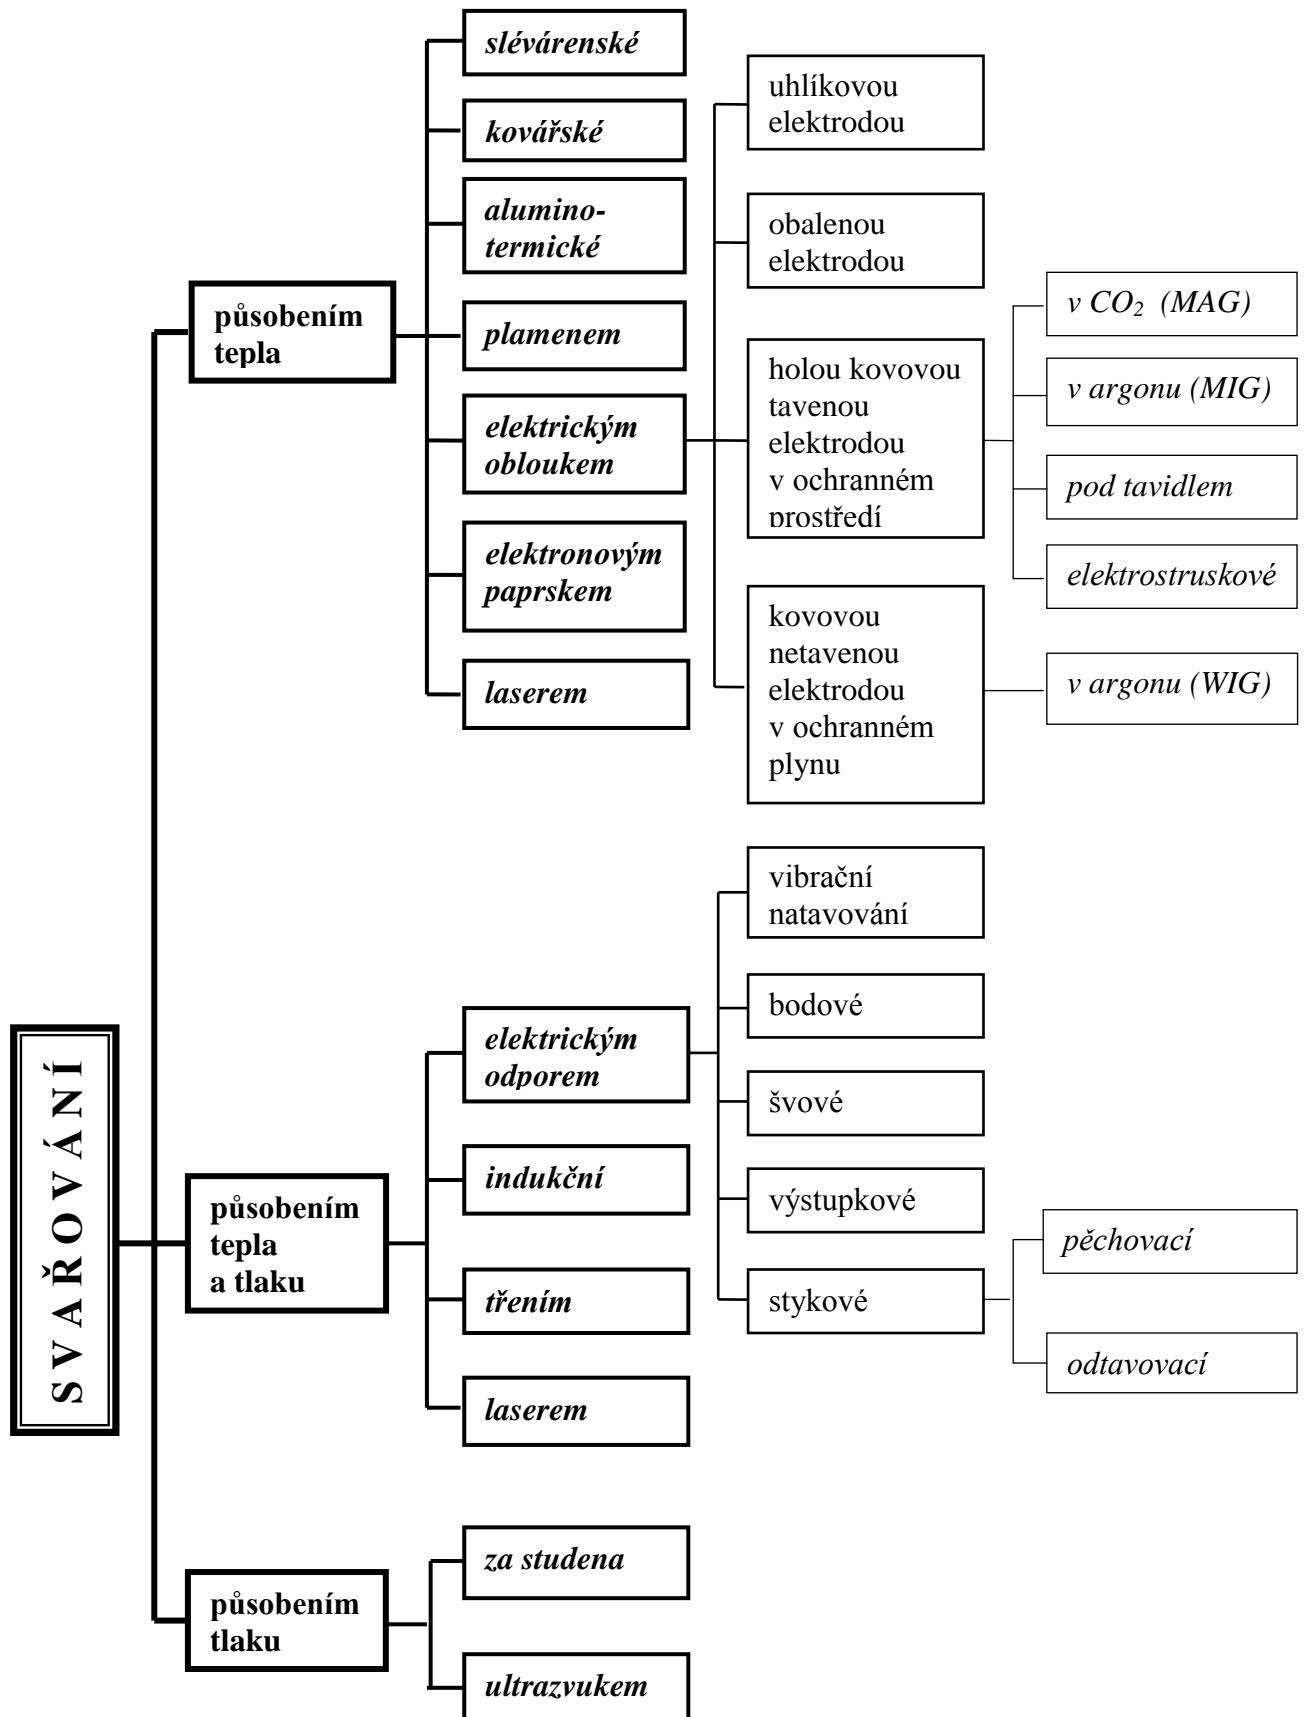 slévárenské
kovářské
alumino-
termické
plamenem
elektrickým
obloukem
elektronovým
paprskem
laserem
uhlíkovou
elektrodou
obalenou
elektrodou
holou kovovou
tavenou
elektrodou
v ochranném
prostředí
kovovou
netavenou
elektrodou
v ochranném
plynu
v CO₂ (MAG)
v argonu (MIG)
pod tavidlem
elektrostruskové
v argonu (WIG)
působením
tepla
SVAŘOVÁNÍ
působením
tepla
a tlaku
elektrickým
odporem
indukční
třením
laserem
vibrační
natavování
bodové
švové
výstupkové
stykové
pěchovací
odtavovací
působením
tlaku
za studena
ultrazvukem